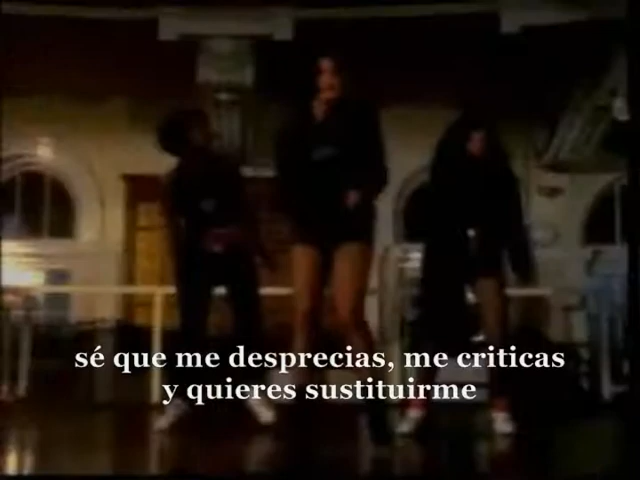 sé que me desprecias, me criticas
y quieres sustituirme